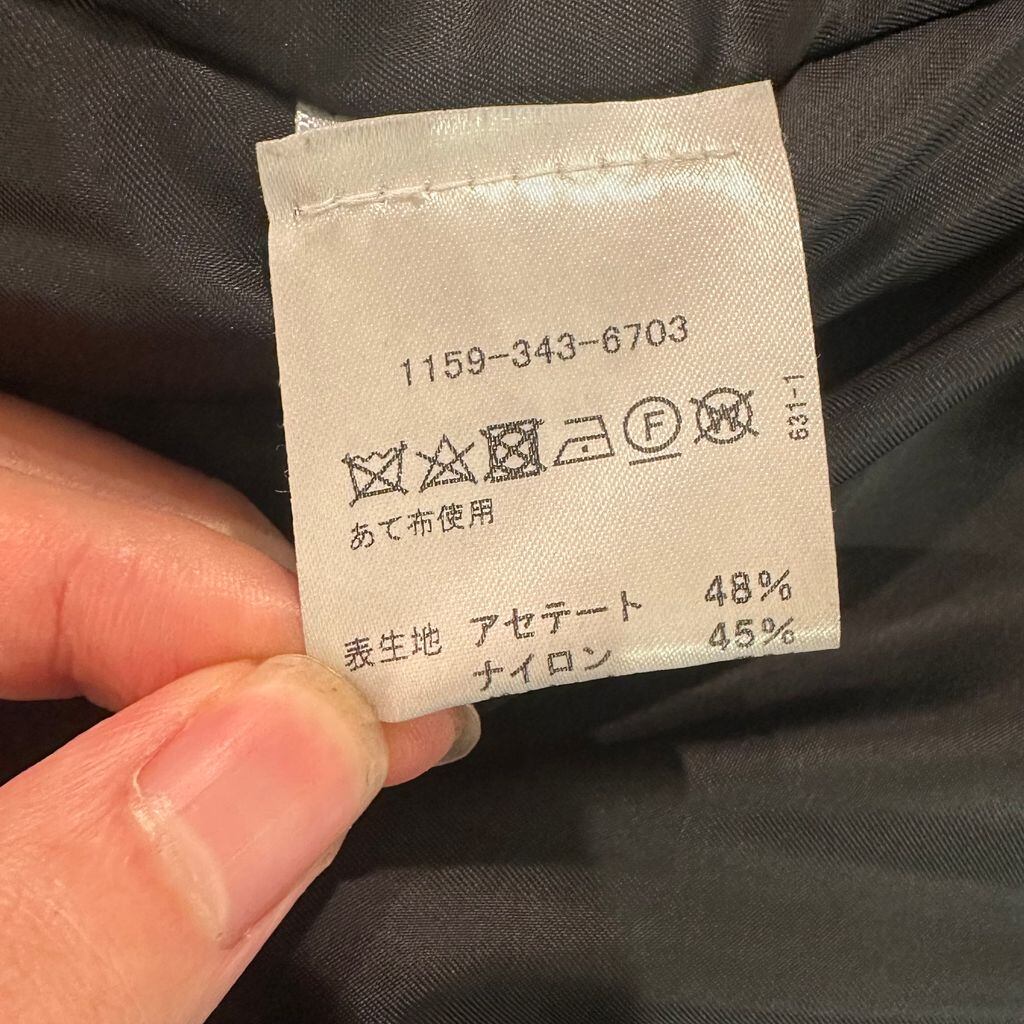 1159-343-6703
F W
631-1
あて布使用
表生地 アセテート 48%
ナイロン 45%